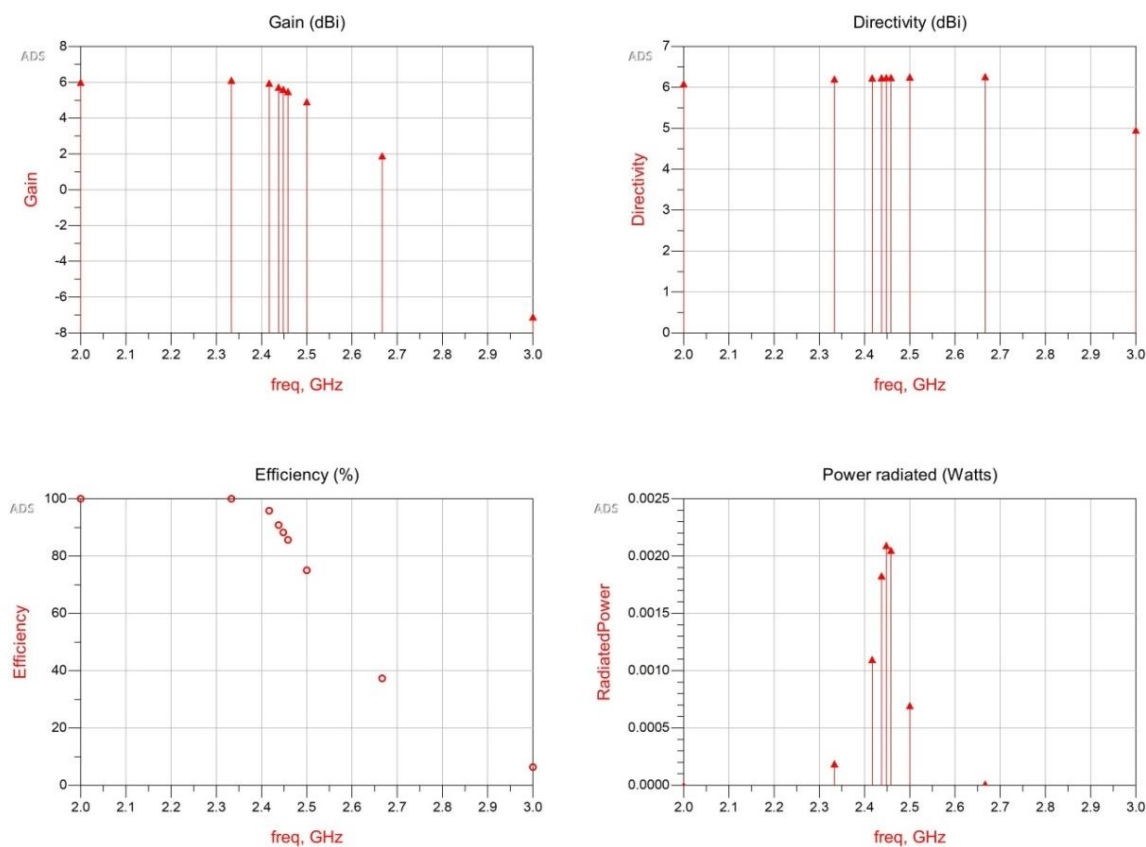 Gain (dBi)
ADS
8
6
4
2
0
-2
-4
-6
-8
Gain
2.0 2.1 2.2 2.3 2.4 2.5 2.6 2.7 2.8 2.9 3.0
freq, GHz
Directivity (dBi)
ADS
7
6
5
4
3
2
1
0
Directivity
2.0 2.1 2.2 2.3 2.4 2.5 2.6 2.7 2.8 2.9 3.0
freq, GHz
Efficiency (%)
ADS
100
80
60
40
20
0
Efficiency
2.0 2.1 2.2 2.3 2.4 2.5 2.6 2.7 2.8 2.9 3.0
freq, GHz
Power radiated (Watts)
ADS
0.0025
0.0020
0.0015
0.0010
0.0005
0.0000
RadiatedPower
2.0 2.1 2.2 2.3 2.4 2.5 2.6 2.7 2.8 2.9 3.0
freq, GHz